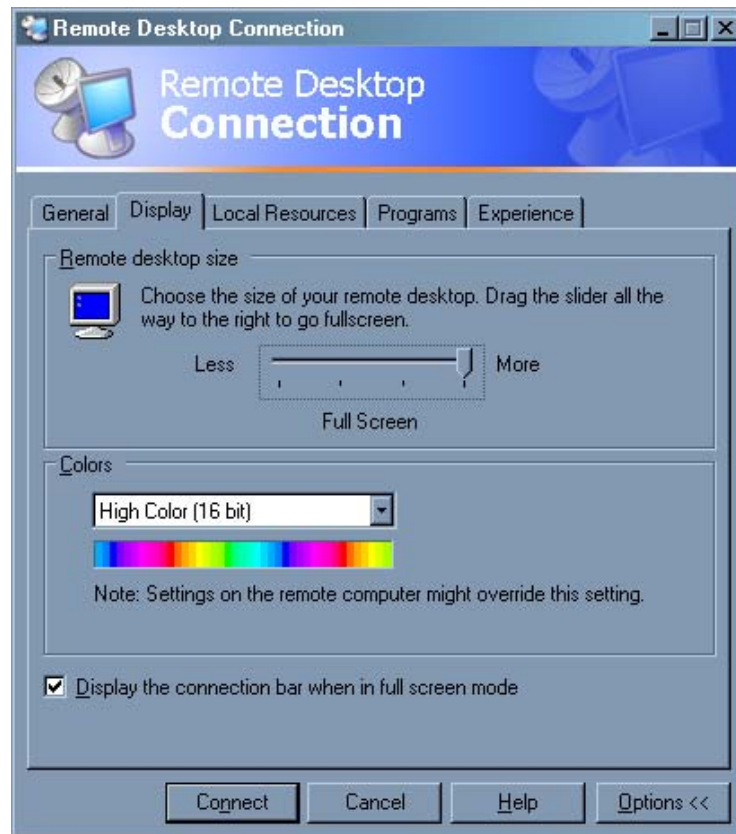 Remote Desktop Connection
Remote Desktop
Connection
General Display Local Resources Programs Experience
Remote desktop size
Choose the size of your remote desktop. Drag the slider all the
way to the right to go fullscreen.
Less More
Full Screen
Colors
High Color (16 bit)
Note: Settings on the remote computer might override this setting.
Display the connection bar when in full screen mode
Connect Cancel Help Options <<